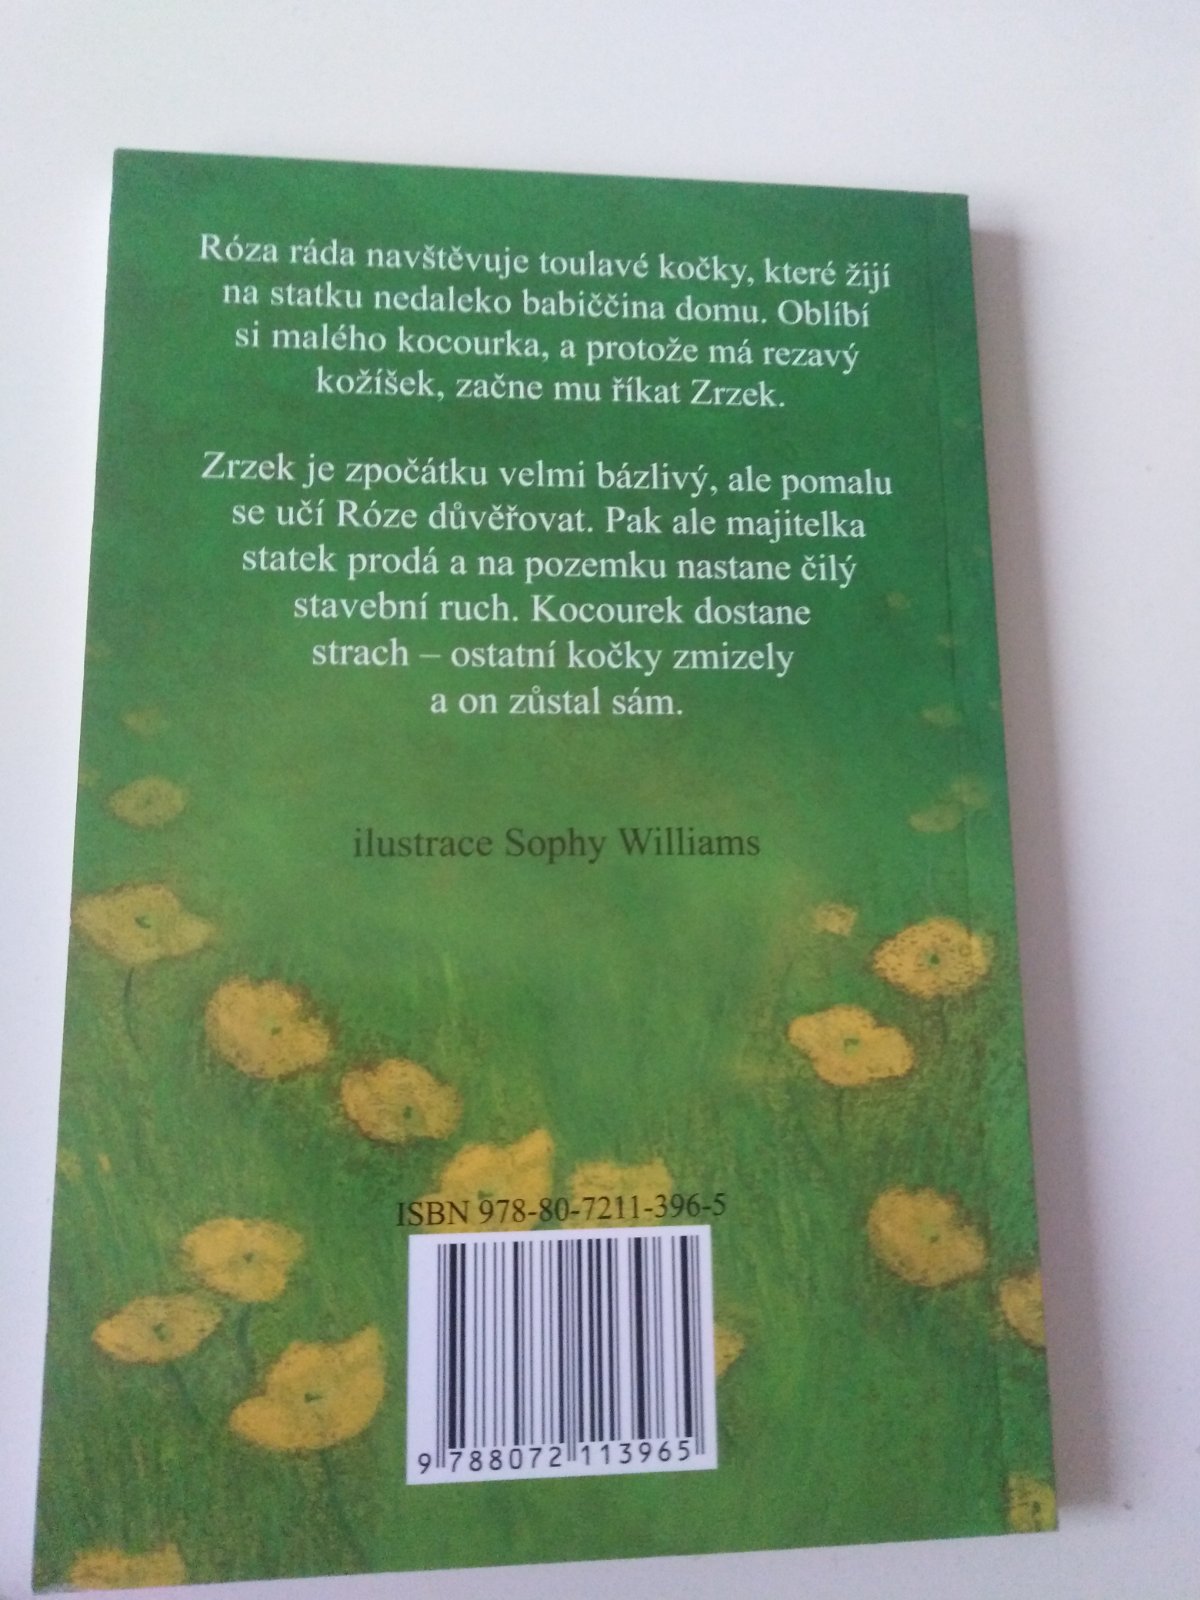 Róza ráda navštěvuje toulavé kočky, které žijí
na statku nedaleko babiččina domu. Oblíbí
si malého kocourka, a protože má rezavý
kožíšek, začne mu říkat Zrzek.
Zrzek je zpočátku velmi bázlivý, ale pomalu
se učí Róze důvěřovat. Pak ale majitelka
statek prodá a na pozemku nastane čilý
stavební ruch. Kocourek dostane
strach – ostatní kočky zmizely
a on zůstal sám.
ilustrace Sophy Williams
ISBN 978-80-7211-396-5
9 788072 113965